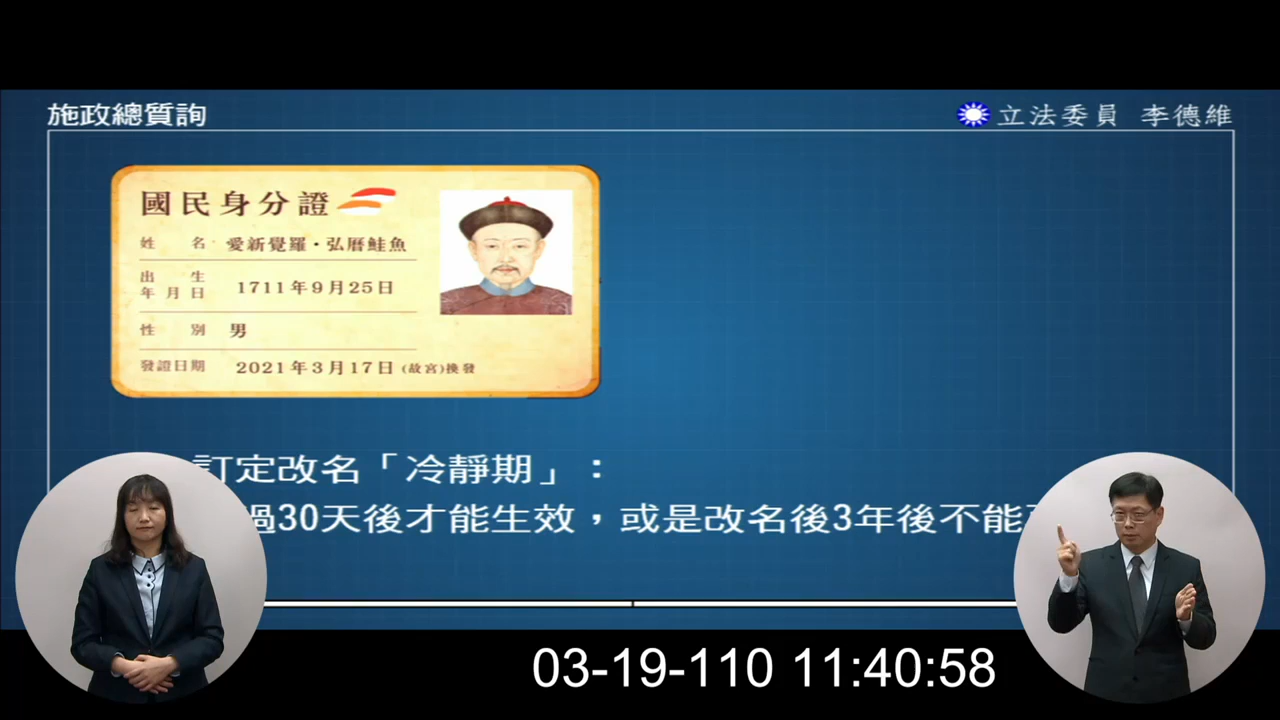 施政總質詢
立法委員 李德維
國民身分證
姓 名 愛新覺羅・弘曆鮭魚
出生年月日 1711年9月25日
性 別 男
發證日期 2021年3月17日(故宮)換發
訂定改名「冷靜期」：
過30天後才能生效，或是改名後3年後不能
03-19-110 11:40:58